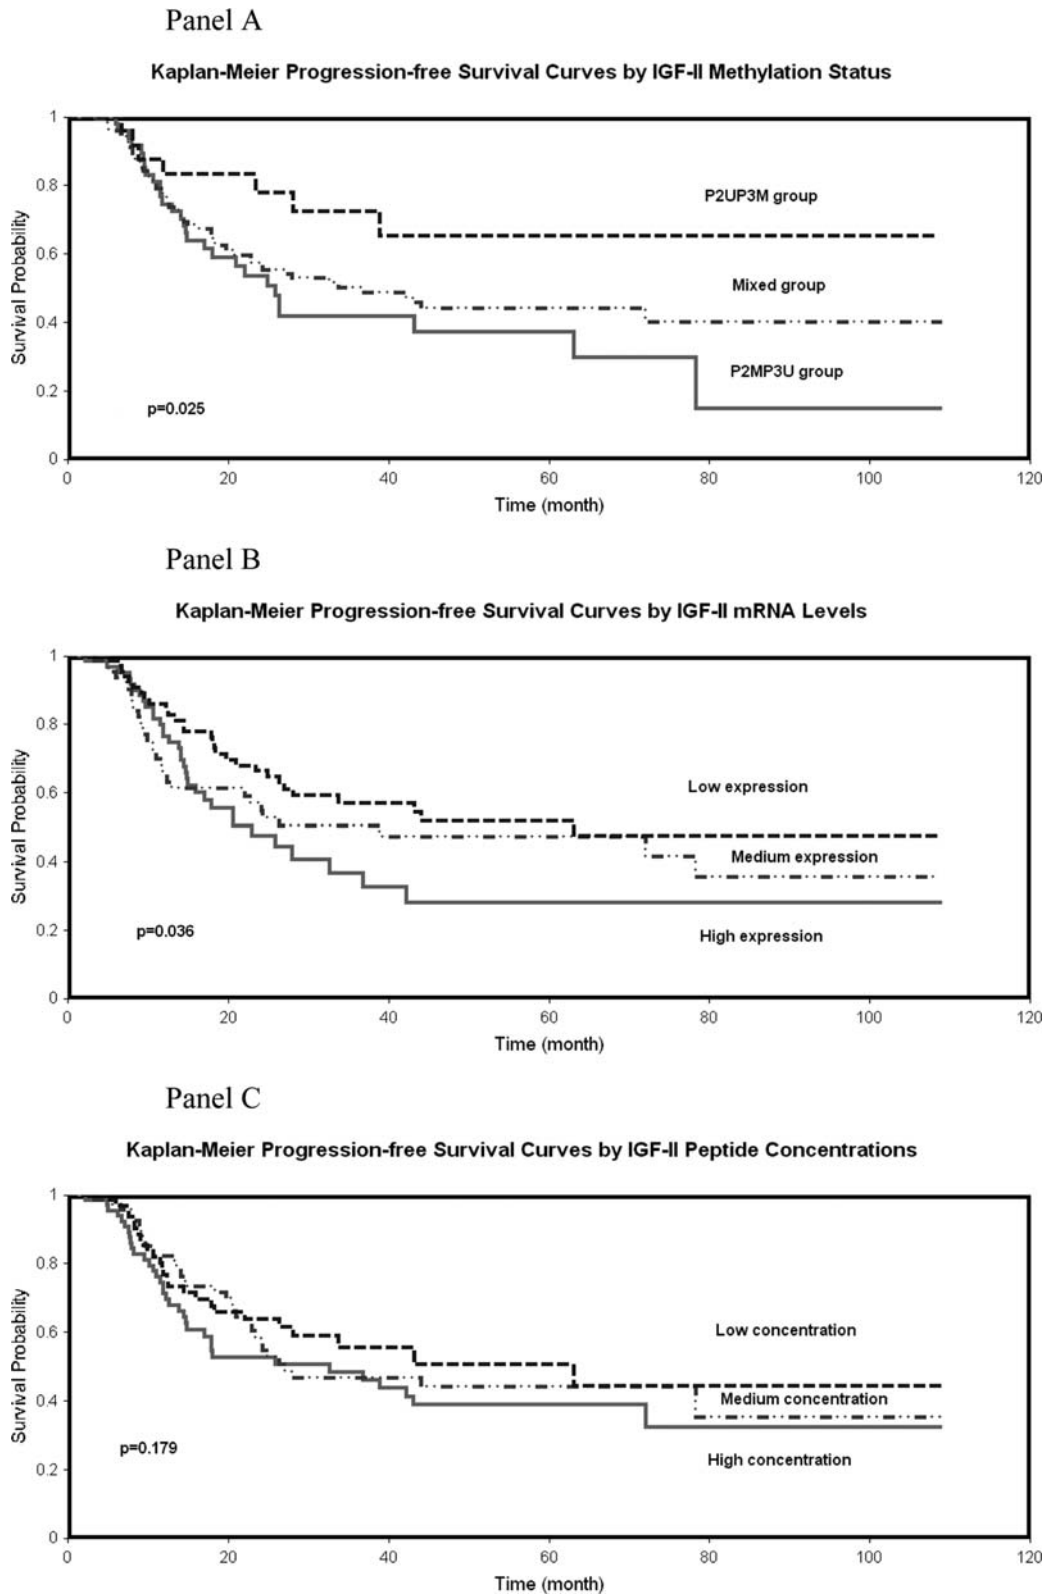 Panel A
Kaplan-Meier Progression-free Survival Curves by IGF-II Methylation Status
1
0.8
0.6
0.4
0.2
0
Survival Probability
P2UP3M group
Mixed group
P2MP3U group
p=0.025
0 20 40 60 80 100 120
Time (month)
Panel B
Kaplan-Meier Progression-free Survival Curves by IGF-II mRNA Levels
1
0.8
0.6
0.4
0.2
0
Survival Probability
Low expression
Medium expression
High expression
p=0.036
0 20 40 60 80 100 120
Time (month)
Panel C
Kaplan-Meier Progression-free Survival Curves by IGF-II Peptide Concentrations
1
0.8
0.6
0.4
0.2
0
Survival Probability
Low concentration
Medium concentration
High concentration
p=0.179
0 20 40 60 80 100 120
Time (month)